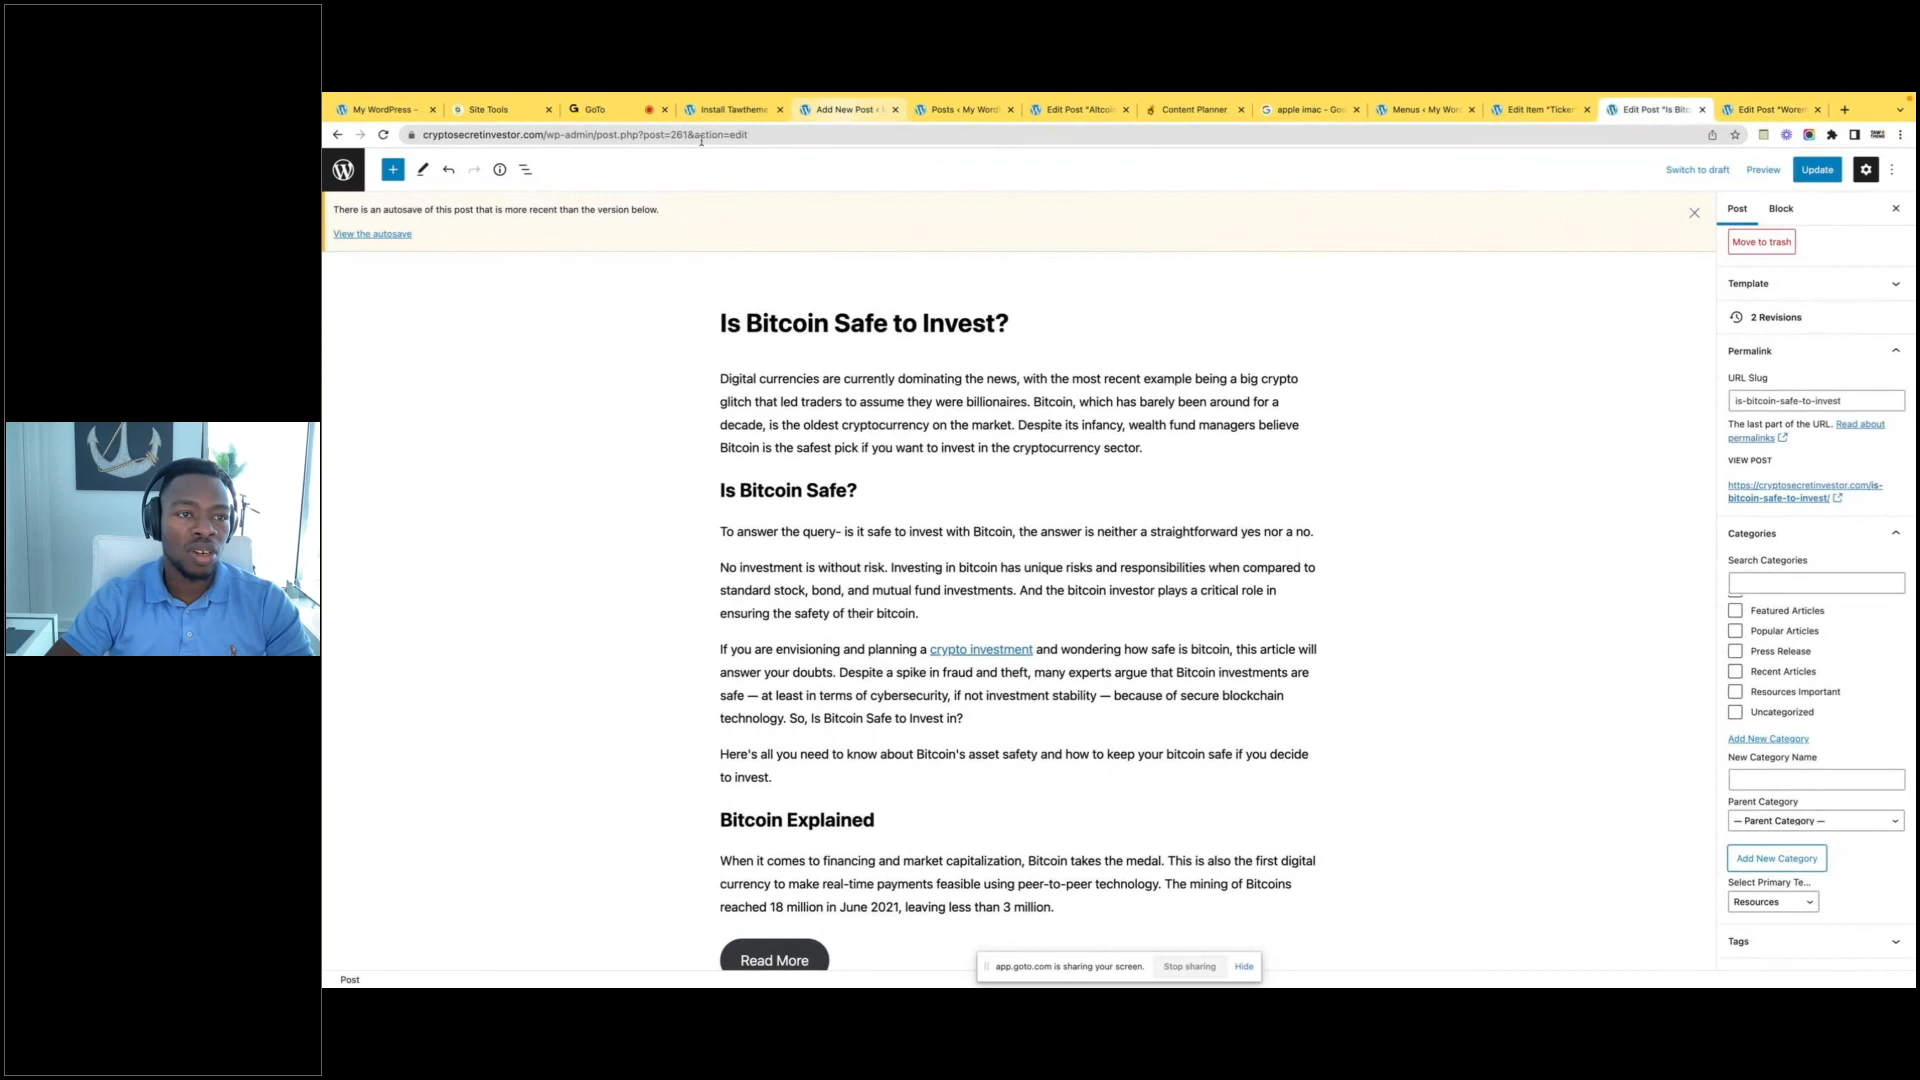 My WordPress –
Site Tools
GoTo
Install Tawtheme
Add New Post ‹
Posts ‹ My Word
Edit Post "Altcoi
Content Planner
apple imac - Goo
Menus ‹ My Wor
Edit Item "Ticker
Edit Post "Is Bitc
Edit Post "Worem
cryptosecretinvestor.com/wp-admin/post.php?post=261&action=edit
Switch to draft
Preview
Update
There is an autosave of this post that is more recent than the version below.
View the autosave
Is Bitcoin Safe to Invest?
Digital currencies are currently dominating the news, with the most recent example being a big crypto
glitch that led traders to assume they were billionaires. Bitcoin, which has barely been around for a
decade, is the oldest cryptocurrency on the market. Despite its infancy, wealth fund managers believe
Bitcoin is the safest pick if you want to invest in the cryptocurrency sector.
Is Bitcoin Safe?
To answer the query- is it safe to invest with Bitcoin, the answer is neither a straightforward yes nor a no.
No investment is without risk. Investing in bitcoin has unique risks and responsibilities when compared to
standard stock, bond, and mutual fund investments. And the bitcoin investor plays a critical role in
ensuring the safety of their bitcoin.
If you are envisioning and planning a crypto investment and wondering how safe is bitcoin, this article will
answer your doubts. Despite a spike in fraud and theft, many experts argue that Bitcoin investments are
safe — at least in terms of cybersecurity, if not investment stability — because of secure blockchain
technology. So, Is Bitcoin Safe to Invest in?
Here's all you need to know about Bitcoin's asset safety and how to keep your bitcoin safe if you decide
to invest.
Bitcoin Explained
When it comes to financing and market capitalization, Bitcoin takes the medal. This is also the first digital
currency to make real-time payments feasible using peer-to-peer technology. The mining of Bitcoins
reached 18 million in June 2021, leaving less than 3 million.
Read More
app.goto.com is sharing your screen.
Stop sharing
Hide
Post
Post
Block
Move to trash
Template
2 Revisions
Permalink
URL Slug
is-bitcoin-safe-to-invest
The last part of the URL. Read about
permalinks
VIEW POST
https://cryptosecretinvestor.com/is-
bitcoin-safe-to-invest/
Categories
Search Categories
Featured Articles
Popular Articles
Press Release
Recent Articles
Resources Important
Uncategorized
Add New Category
New Category Name
Parent Category
— Parent Category —
Add New Category
Select Primary Te...
Resources
Tags